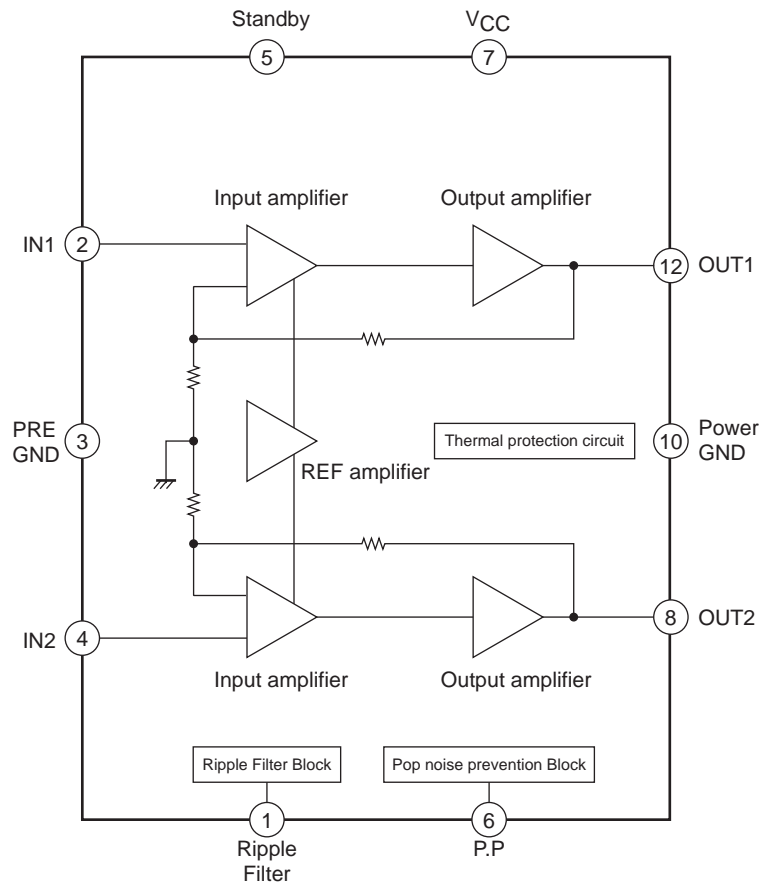 Standby
VCC
5
7
Input amplifier
Output amplifier
IN1
2
12
OUT1
PRE
GND
3
Thermal protection circuit
10
Power
GND
REF amplifier
IN2
4
8
OUT2
Input amplifier
Output amplifier
Ripple Filter Block
Pop noise prevention Block
1
6
Ripple
Filter
P.P